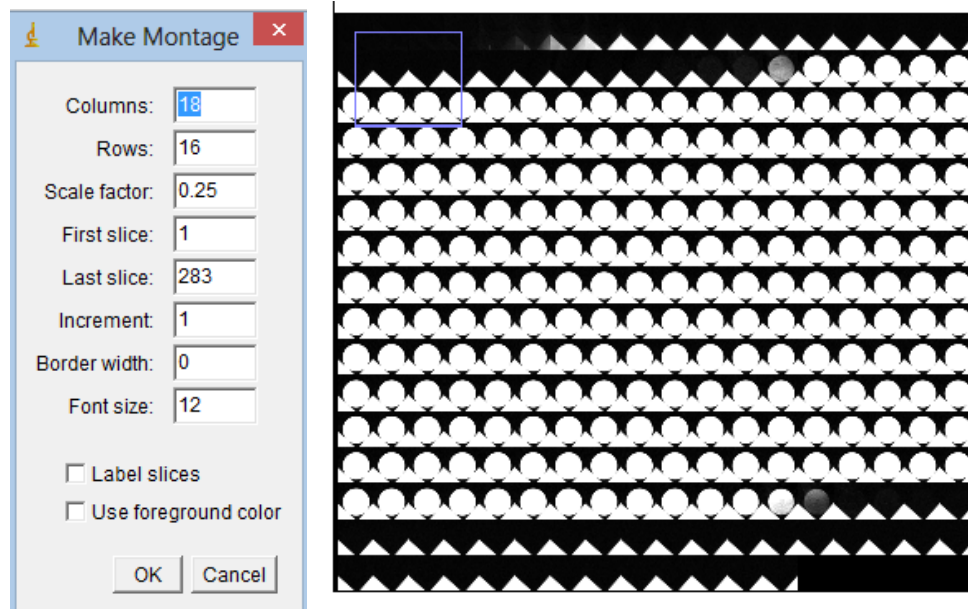 Make Montage
Columns: 18
Rows: 16
Scale factor: 0.25
First slice: 1
Last slice: 283
Increment: 1
Border width: 0
Font size: 12
Label slices
Use foreground color
OK Cancel